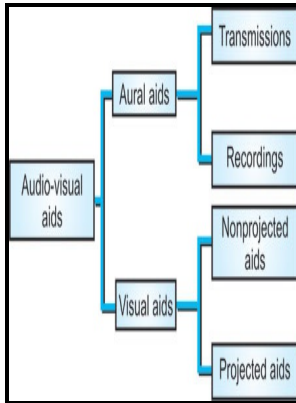 Transmissions
Aural aids
Recordings
Audio-visual
aids
Nonprojected
aids
Visual aids
Projected aids